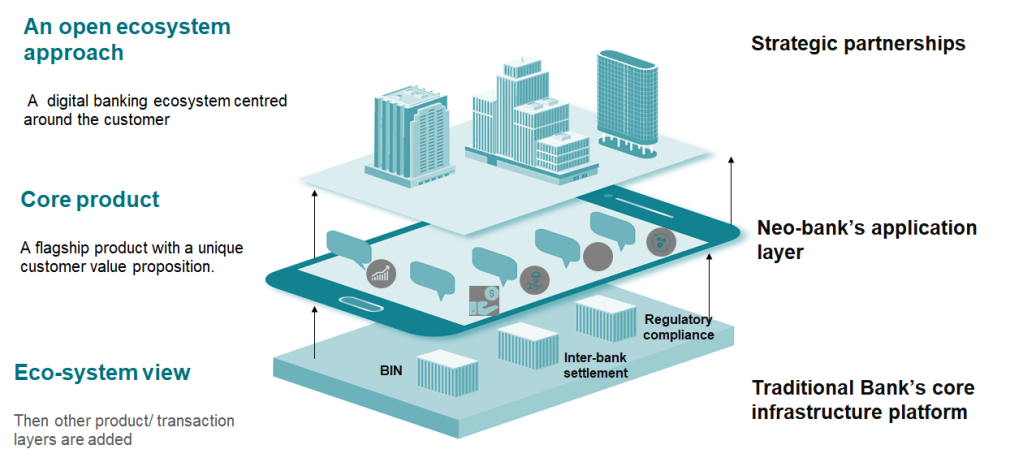 An open ecosystem
approach
A digital banking ecosystem centred
around the customer
Strategic partnerships
Core product
A flagship product with a unique
customer value proposition.
Neo-bank's application
layer
$
Regulatory
compliance
Inter-bank
settlement
BIN
Eco-system view
Then other product/ transaction
layers are added
Traditional Bank's core
infrastructure platform